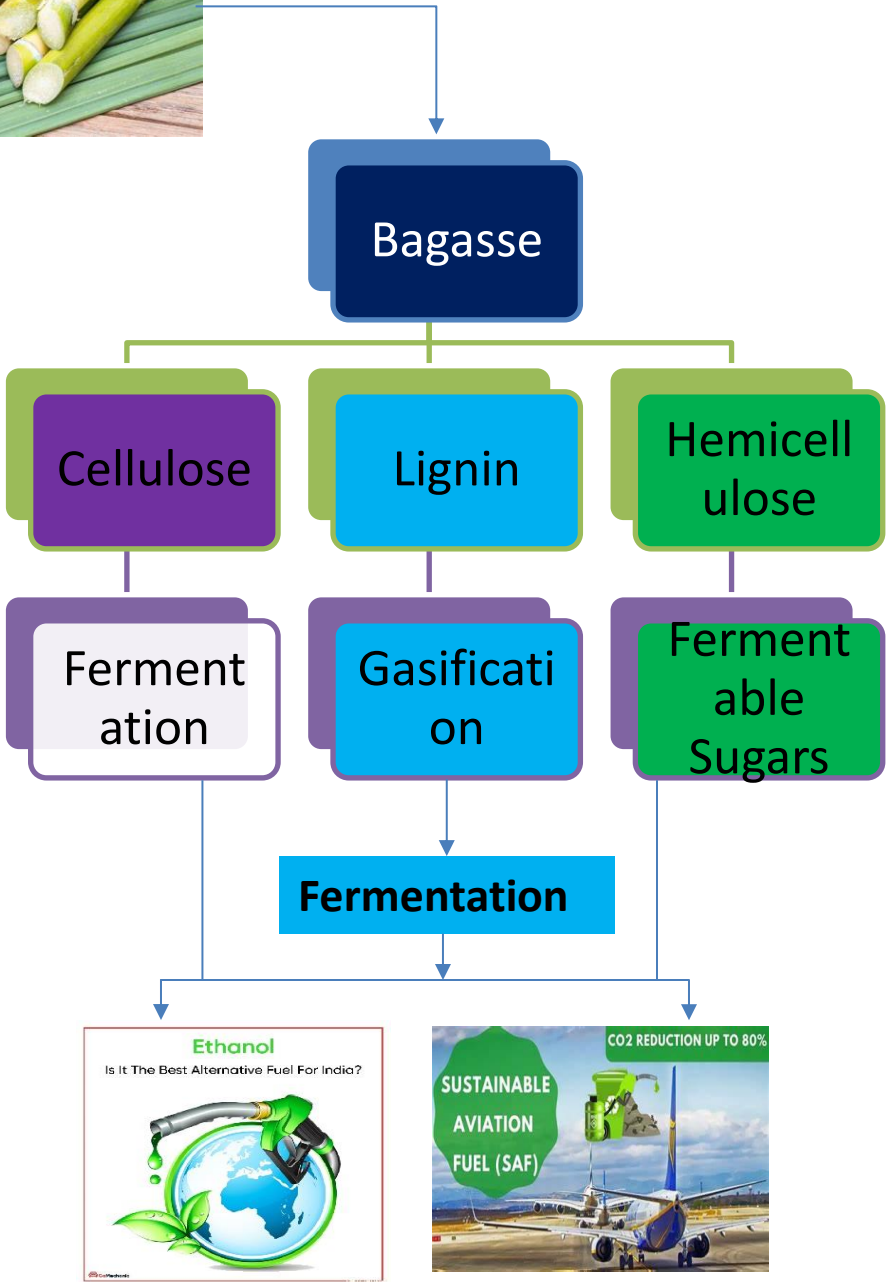 Bagasse
Cellulose
Lignin
Hemicell
ulose
Ferment
ation
Gasificati
on
Ferment
able
Sugars
Fermentation
Ethanol
Is It The Best Alternative Fuel For India?
GoMechanic
CO2 REDUCTION UP TO 80%
SUSTAINABLE
AVIATION
FUEL (SAF)